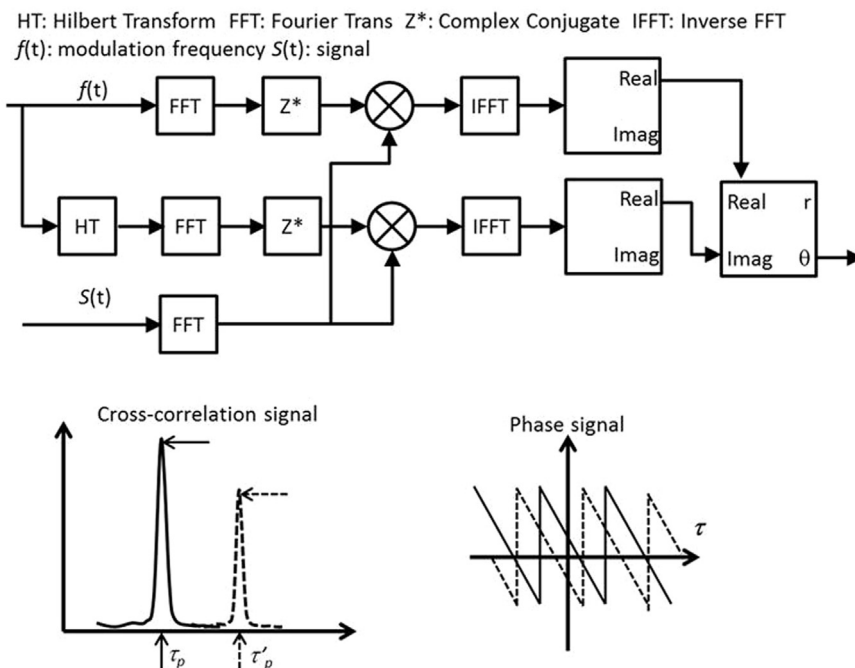 HT: Hilbert Transform FFT: Fourier Trans Z*: Complex Conjugate IFFT: Inverse FFT
f(t): modulation frequency S(t): signal
f(t)
FFT
Z*
IFFT
Real
Imag
HT
FFT
Z*
IFFT
Real
Imag
Real r
Imag θ
S(t)
FFT
Cross-correlation signal
Phase signal
τ
τp
τ'p